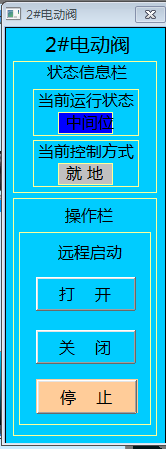 2#电动阀
2#电动阀
状态信息栏
当前运行状态
中间位
当前控制方式
就 地
操作栏
远程启动
打 开
关 闭
停 止